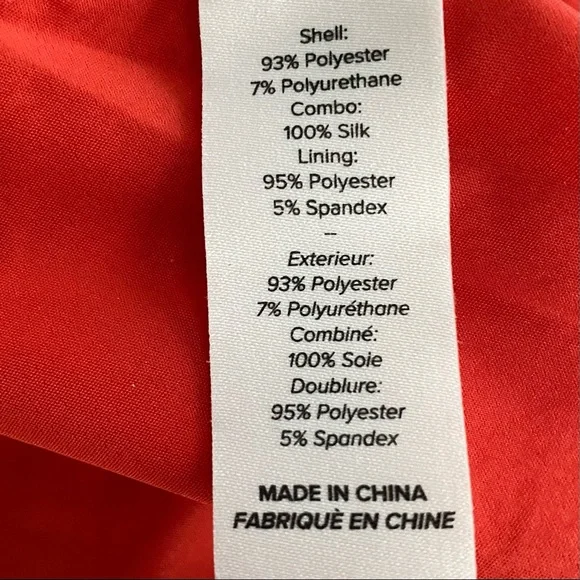 Shell:
93% Polyester
7% Polyurethane
Combo:
100% Silk
Lining:
95% Polyester
5% Spandex
--
Exterieur:
93% Polyester
7% Polyuréthane
Combiné:
100% Soie
Doublure:
95% Polyester
5% Spandex
MADE IN CHINA
FABRIQUÈ EN CHINE